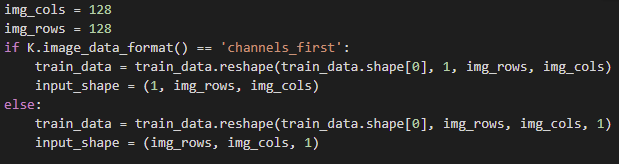 img_cols = 128
img_rows = 128
if K.image_data_format() == 'channels_first':
    train_data = train_data.reshape(train_data.shape[0], 1, img_rows, img_cols)
    input_shape = (1, img_rows, img_cols)
else:
    train_data = train_data.reshape(train_data.shape[0], img_rows, img_cols, 1)
    input_shape = (img_rows, img_cols, 1)